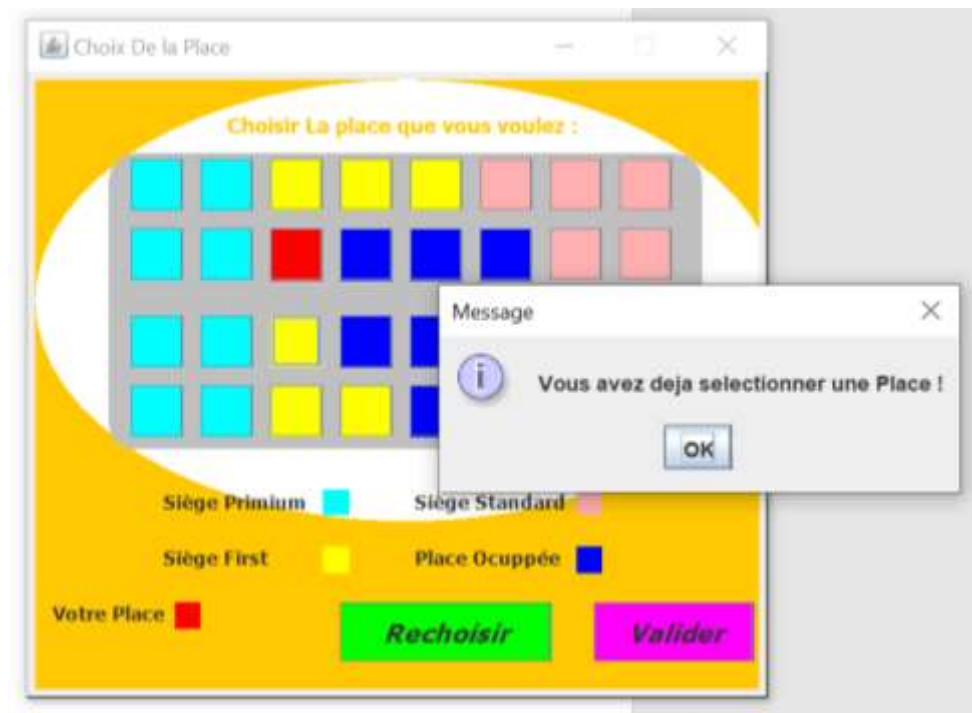 Choix De la Place
Choisir La place que vous voulez :
Message
Vous avez deja selectionner une Place !
OK
Siège Primium
Siège Standard
Siège First
Place Ocuppée
Votre Place
Rechoisir
Valider